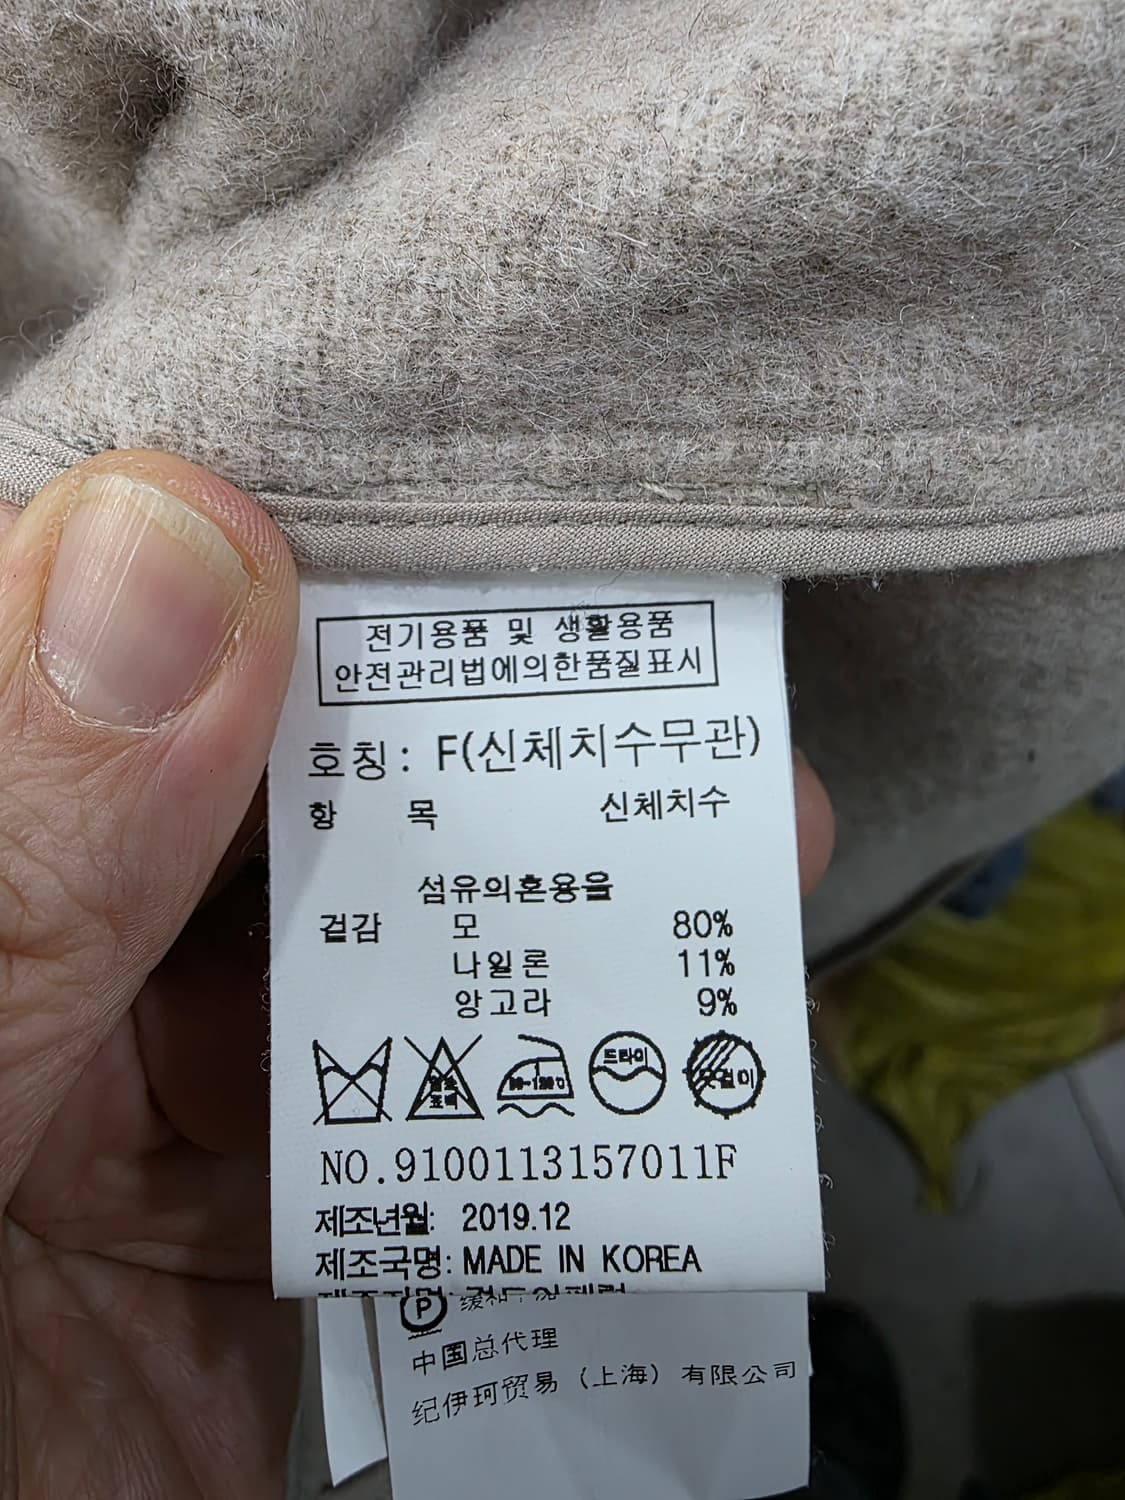 전기용품 및 생활용품
안전관리법에의한품질표시
호칭: F(신체치수무관)
항 목 신체치수
섬유의혼용율
겉감 모 80%
나일론 11%
앙고라 9%
드라이
옷걸이
NO.9100113157011F
제조년월: 2019.12
제조국명: MADE IN KOREA
P
中国总代理
纪伊珂贸易（上海）有限公司